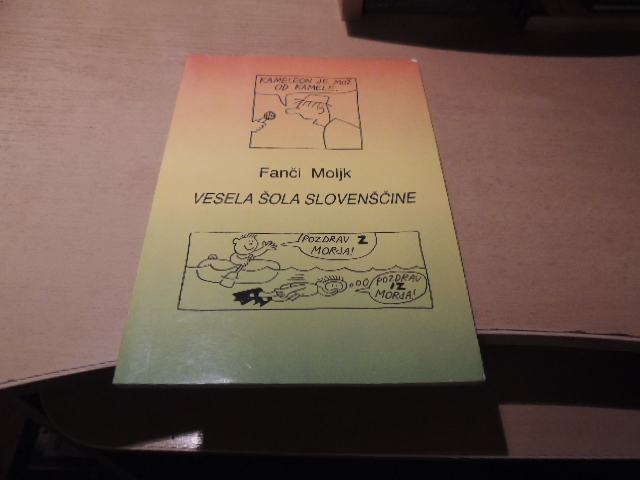 KAMELEON JE MOŽ
OD KAMELE.
Fanči Moljk
VESELA ŠOLA SLOVENŠČINE
POZDRAV Z
MORJA!
POZDRAV
IZ
MORJA!